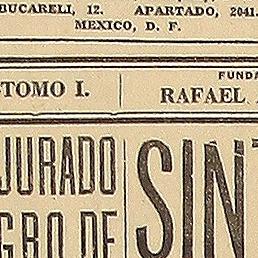 BUCARELI, 12. APARTADO, 2041.
MEXICO, D. F.
TOMO I.
FUNDA
RAFAEL
JURADO
GRO DE
SIN